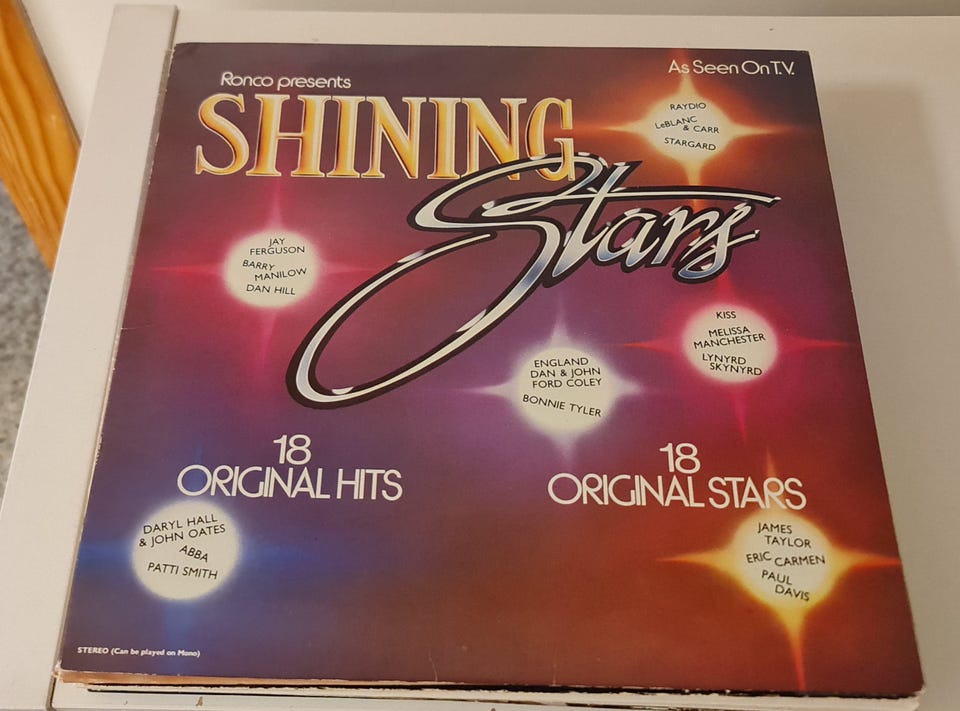 Ronco presents
As Seen On T.V.
SHINING
Stars
RAYDIO
LeBLANC
& CARR
STARGARD
JAY
FERGUSON
BARRY
MANILOW
DAN HILL
KISS
MELISSA
MANCHESTER
LYNYRD
SKYNYRD
ENGLAND
DAN & JOHN
FORD COLEY
BONNIE TYLER
18
ORIGINAL HITS
18
ORIGINAL STARS
DARYL HALL
& JOHN OATES
ABBA
PATTI SMITH
JAMES
TAYLOR
ERIC CARMEN
PAUL
DAVIS
STEREO (Can be played on Mono)